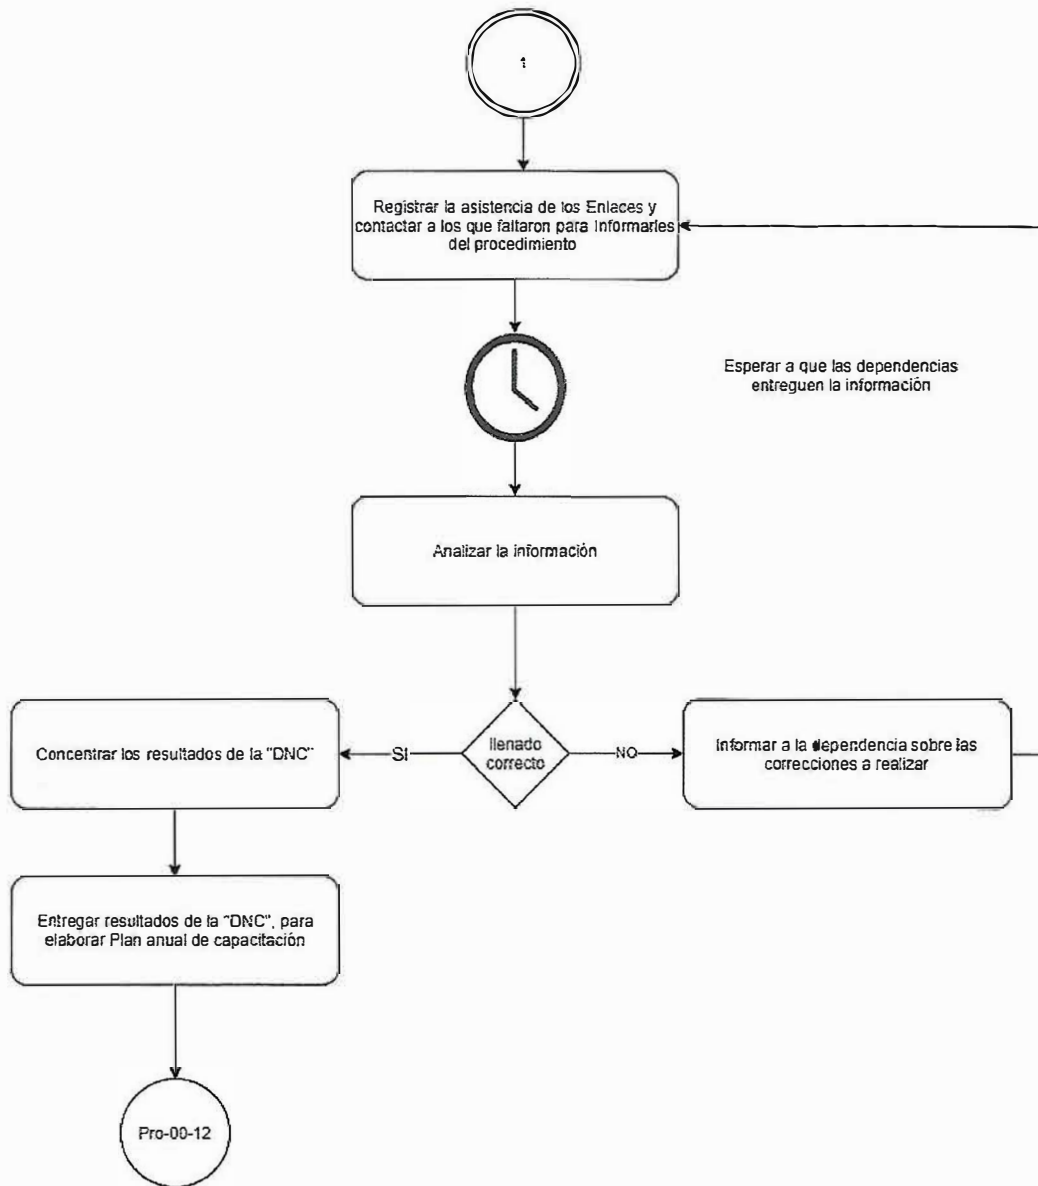 1
Registrar la asistencia de los Enlaces y
contactar a los que faltaron para informarles
del procedimiento
Esperar a que las dependencias
entreguen la información
Analizar la información
llenado
correcto
SI
NO
Concentrar los resultados de la "DNC"
Informar a la dependencia sobre las
correcciones a realizar
Entregar resultados de la "DNC", para
elaborar Plan anual de capacitación
Pro-00-12